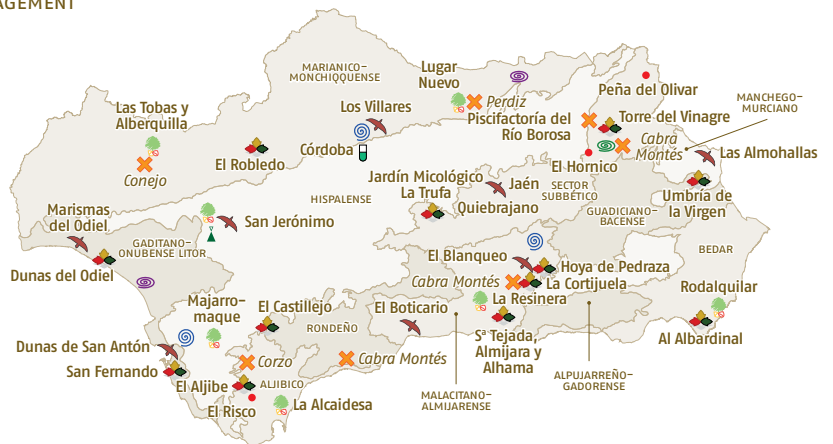 AGEMENT
MARIANICO-
MONCHIQQUENSE
Lugar
Nuevo
Perdiz
Peña del Olivar
MANCHEGO-
MURCIANO
Las Tobas y
Alberquilla
Los Villares
Piscifactoría del
Río Borosa
Torre del Vinagre
Cabra
Montés
Córdoba
El Robledo
Conejo
El Hornico
Las Almohallas
Jardín Micológico
La Trufa
Jaén
Quiebrajano
SECTOR
SUBBÉTICO
Umbría de
la Virgen
HISPALENSE
Marismas
del Odiel
San Jerónimo
GUADICIANO-
BACENSE
GADITANO-
ONUBENSE LITOR
BEDAR
Dunas del Odiel
El Blanqueo
Hoya de Pedraza
Cabra Montés
La Cortijuela
La Resinera
Rodalquilar
Majarro-
maque
El Castillejo
El Boticario
RONDEÑO
Sª Tejada,
Almijara y
Alhama
Al Albardinal
Dunas de San Antón
San Fernando
Corzo
Cabra Montés
El Aljibe
ALJIBICO
El Risco
La Alcaidesa
MALACITANO-
ALMIJARENSE
ALPUJARREÑO-
GADORENSE